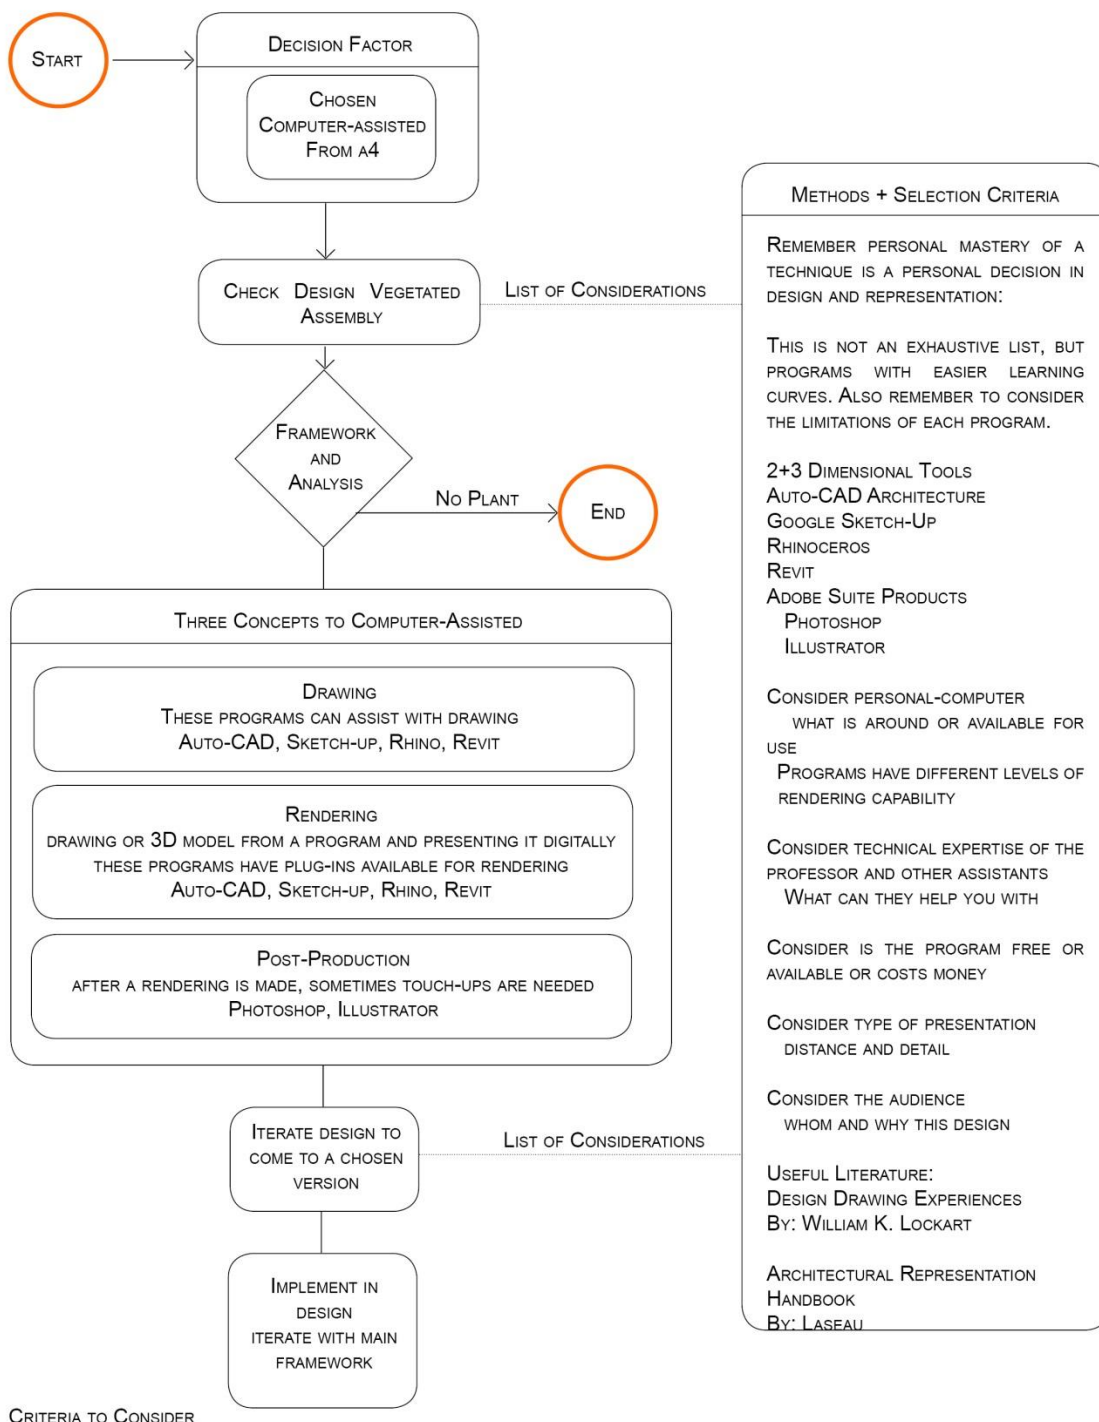 Start
Decision Factor
Chosen
Computer-assisted
From a4
Check Design Vegetated
Assembly
List of Considerations
Framework
and
Analysis
No Plant
End
Three Concepts to Computer-Assisted
Drawing
These programs can assist with drawing
Auto-CAD, Sketch-up, Rhino, Revit
Rendering
drawing or 3D model from a program and presenting it digitally
these programs have plug-ins available for rendering
Auto-CAD, Sketch-up, Rhino, Revit
Post-Production
after a rendering is made, sometimes touch-ups are needed
Photoshop, Illustrator
Iterate design to
come to a chosen
version
List of Considerations
Implement in
design
iterate with main
framework
Methods + Selection Criteria
Remember personal mastery of a
technique is a personal decision in
design and representation:
This is not an exhaustive list, but
programs with easier learning
curves. Also remember to consider
the limitations of each program.
2+3 Dimensional Tools
Auto-CAD Architecture
Google Sketch-Up
Rhinoceros
Revit
Adobe Suite Products
Photoshop
Illustrator
Consider personal-computer
what is around or available for
use
Programs have different levels of
rendering capability
Consider technical expertise of the
professor and other assistants
What can they help you with
Consider is the program free or
available or costs money
Consider type of presentation
distance and detail
Consider the audience
whom and why this design
Useful Literature:
Design Drawing Experiences
By: William K. Lockart
Architectural Representation
Handbook
By: Laseau
Criteria to Consider